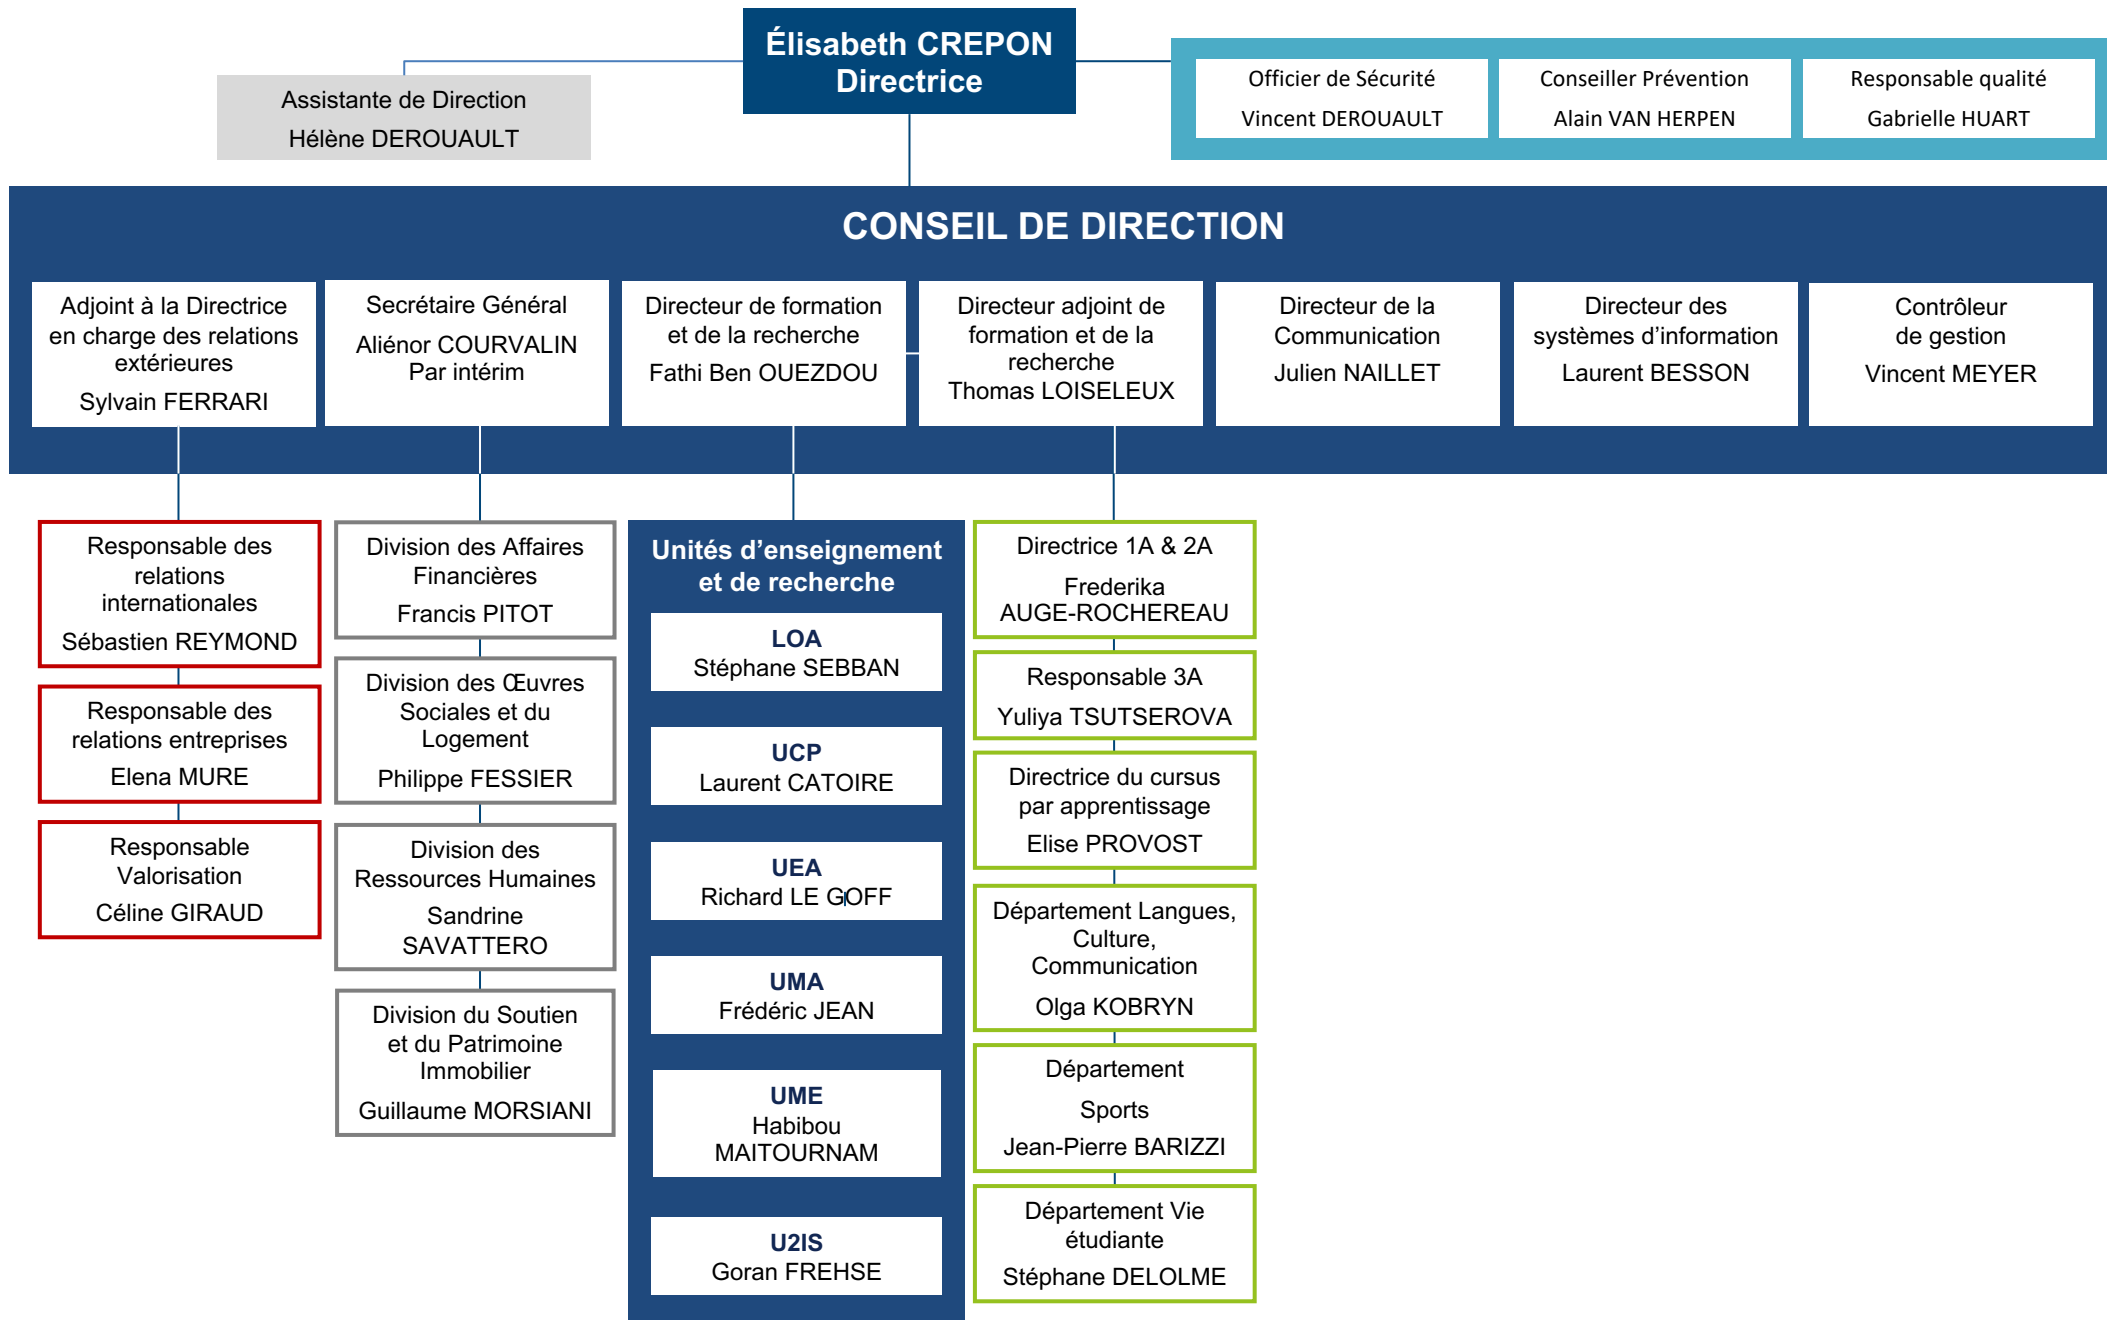 Élisabeth CREPON
Directrice
Assistante de Direction
Hélène DEROUAULT
Officier de Sécurité
Vincent DEROUAULT
Conseiller Prévention
Alain VAN HERPEN
Responsable qualité
Gabrielle HUART
CONSEIL DE DIRECTION
Adjoint à la Directrice
en charge des relations
extérieures
Sylvain FERRARI
Secrétaire Général
Aliénor COURVALIN
Par intérim
Directeur de formation
et de la recherche
Fathi Ben OUEZDOU
Directeur adjoint de
formation et de la
recherche
Thomas LOISELEUX
Directeur de la
Communication
Julien NAILLET
Directeur des
systèmes d’information
Laurent BESSON
Contrôleur
de gestion
Vincent MEYER
Responsable des
relations
internationales
Sébastien REYMOND
Responsable des
relations entreprises
Elena MURE
Responsable
Valorisation
Céline GIRAUD
Division des Affaires
Financières
Francis PITOT
Division des Œuvres
Sociales et du
Logement
Philippe FESSIER
Division des
Ressources Humaines
Sandrine
SAVATTERO
Division du Soutien
et du Patrimoine
Immobilier
Guillaume MORSIANI
Unités d’enseignement
et de recherche
LOA
Stéphane SEBBAN
UCP
Laurent CATOIRE
UEA
Richard LE GOFF
UMA
Frédéric JEAN
UME
Habibou
MAITOURNAM
U2IS
Goran FREHSE
Directrice 1A & 2A
Frederika
AUGE-ROCHEREAU
Responsable 3A
Yuliya TSUTSEROVA
Directrice du cursus
par apprentissage
Elise PROVOST
Département Langues,
Culture,
Communication
Olga KOBRYN
Département
Sports
Jean-Pierre BARIZZI
Département Vie
étudiante
Stéphane DELOLME